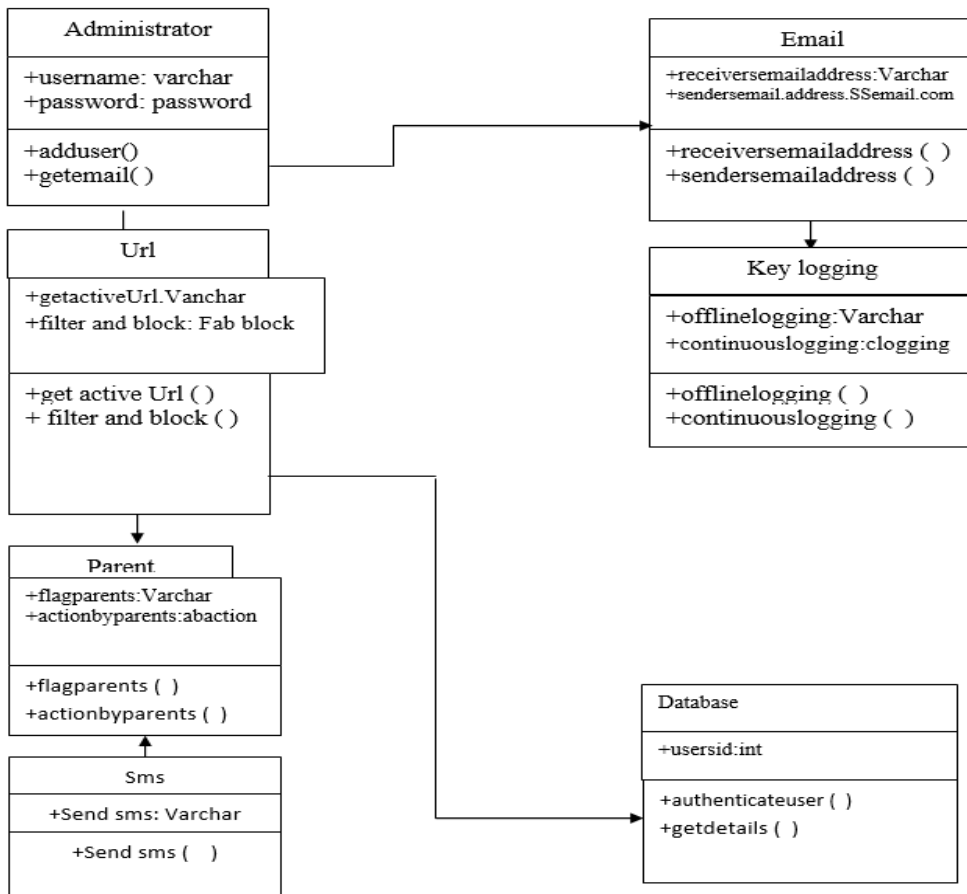 Administrator
+username: varchar
+password: password
+adduser()
+getemail( )
Email
+receiversemailaddress:Varchar
+sendersemail.address.SSemail.com
+receiversemailaddress ( )
+sendersemailaddress ( )
Url
+getactiveUrl.Vanchar
+filter and block: Fab block
+get active Url ( )
+ filter and block ( )
Key logging
+offlinelogging:Varchar
+continuouslogging:clogging
+offlinelogging ( )
+continuouslogging ( )
Parent
+flagparents:Varchar
+actionbyparents:abaction
+flagparents ( )
+actionbyparents ( )
Sms
+Send sms: Varchar
+Send sms ( )
Database
+usersid:int
+authenticateuser ( )
+getdetails ( )